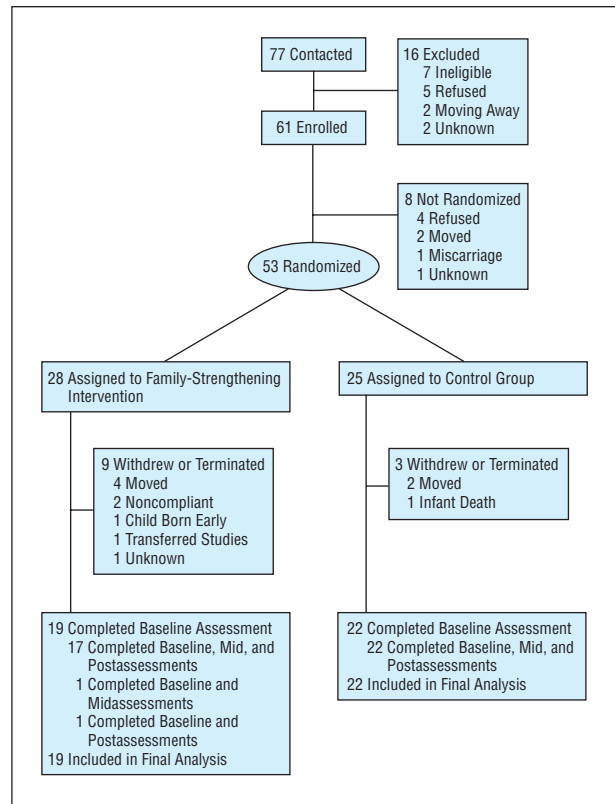 77 Contacted
16 Excluded
7 Ineligible
5 Refused
2 Moving Away
2 Unknown
61 Enrolled
8 Not Randomized
4 Refused
2 Moved
1 Miscarriage
1 Unknown
53 Randomized
28 Assigned to Family-Strengthening
Intervention
25 Assigned to Control Group
9 Withdrew or Terminated
4 Moved
2 Noncompliant
1 Child Born Early
1 Transferred Studies
1 Unknown
3 Withdrew or Terminated
2 Moved
1 Infant Death
19 Completed Baseline Assessment
17 Completed Baseline, Mid, and
Postassessments
1 Completed Baseline and
Midassessments
1 Completed Baseline and
Postassessments
19 Included in Final Analysis
22 Completed Baseline Assessment
22 Completed Baseline, Mid, and
Postassessments
22 Included in Final Analysis